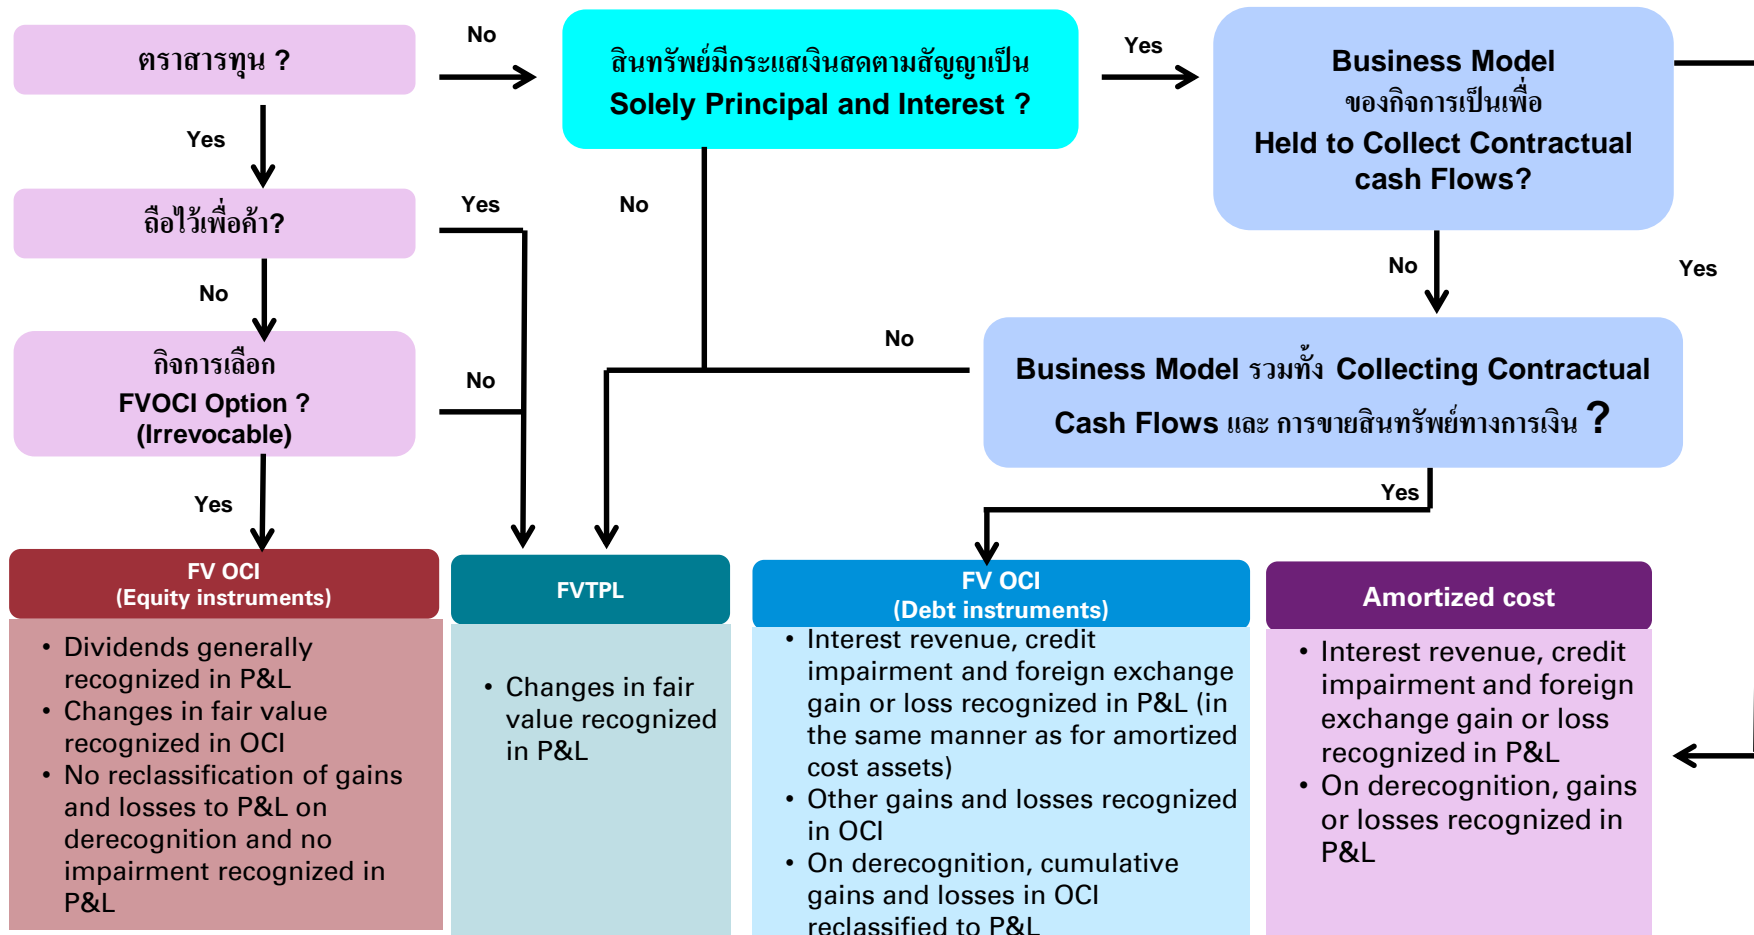 ตราสารทุน ?
No
สินทรัพย์มีกระแสเงินสดตามสัญญาเป็น
Solely Principal and Interest ?
Yes
Business Model
ของกิจการเป็นเพื่อ
Held to Collect Contractual
cash Flows?
Yes
ถือไว้เพื่อค้า?
Yes
No
No
Yes
No
กิจการเลือก
FVOCI Option ?
(Irrevocable)
No
No
Business Model รวมทั้ง Collecting Contractual
Cash Flows และ การขายสินทรัพย์ทางการเงิน ?
Yes
Yes
FV OCI
(Equity instruments)
• Dividends generally
recognized in P&L
• Changes in fair value
recognized in OCI
• No reclassification of gains
and losses to P&L on
derecognition and no
impairment recognized in
P&L
FVTPL
• Changes in fair
value recognized
in P&L
FV OCI
(Debt instruments)
• Interest revenue, credit
impairment and foreign exchange
gain or loss recognized in P&L (in
the same manner as for amortized
cost assets)
• Other gains and losses recognized
in OCI
• On derecognition, cumulative
gains and losses in OCI
reclassified to P&L
Amortized cost
• Interest revenue, credit
impairment and foreign
exchange gain or loss
recognized in P&L
• On derecognition, gains
or losses recognized in
P&L